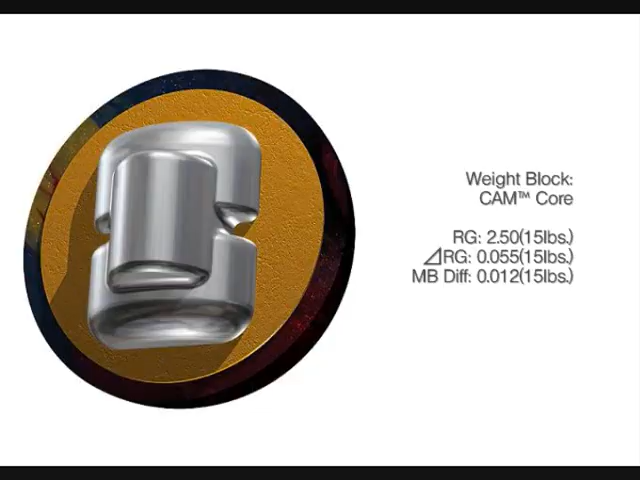 Weight Block:
CAM™ Core
RG: 2.50(15lbs.)
⊿RG: 0.055(15lbs.)
MB Diff: 0.012(15lbs.)